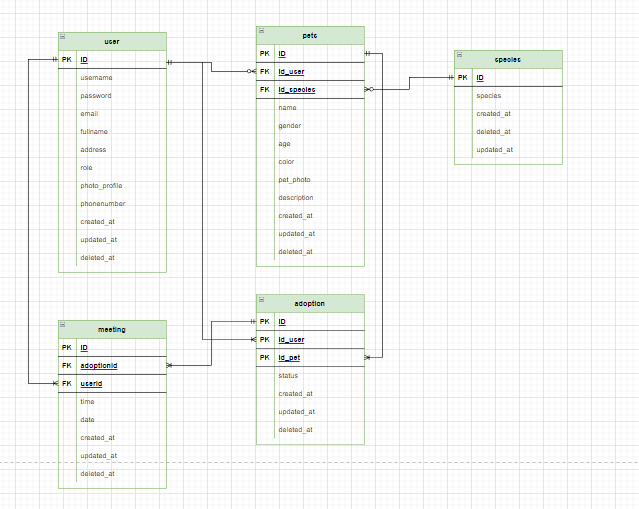 user
PK ID
username
password
email
fullname
address
role
photo_profile
phonenumber
created_at
updated_at
deleted_at
pets
PK ID
FK id_user
FK id_species
name
gender
age
color
pet_photo
description
created_at
updated_at
deleted_at
species
PK ID
species
created_at
deleted_at
updated_at
meeting
PK ID
FK adoptionid
FK userid
time
date
created_at
updated_at
deleted_at
adoption
PK ID
FK id_user
PK id_pet
status
created_at
updated_at
deleted_at